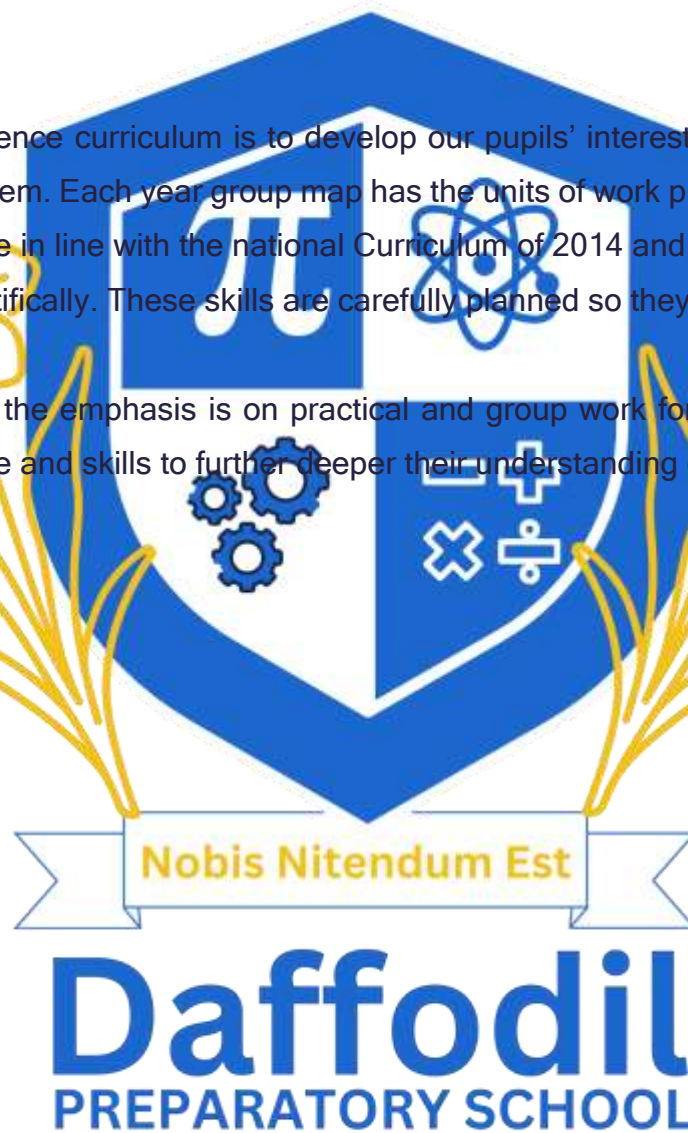 ence curriculum is to develop our pupils' interest
em. Each year group map has the units of work p
e in line with the national Curriculum of 2014 and
tifically. These skills are carefully planned so they
the emphasis is on practical and group work for
e and skills to further deeper their understanding
π
Nobis Nitendum Est
Daffodil
PREPARATORY SCHOOL